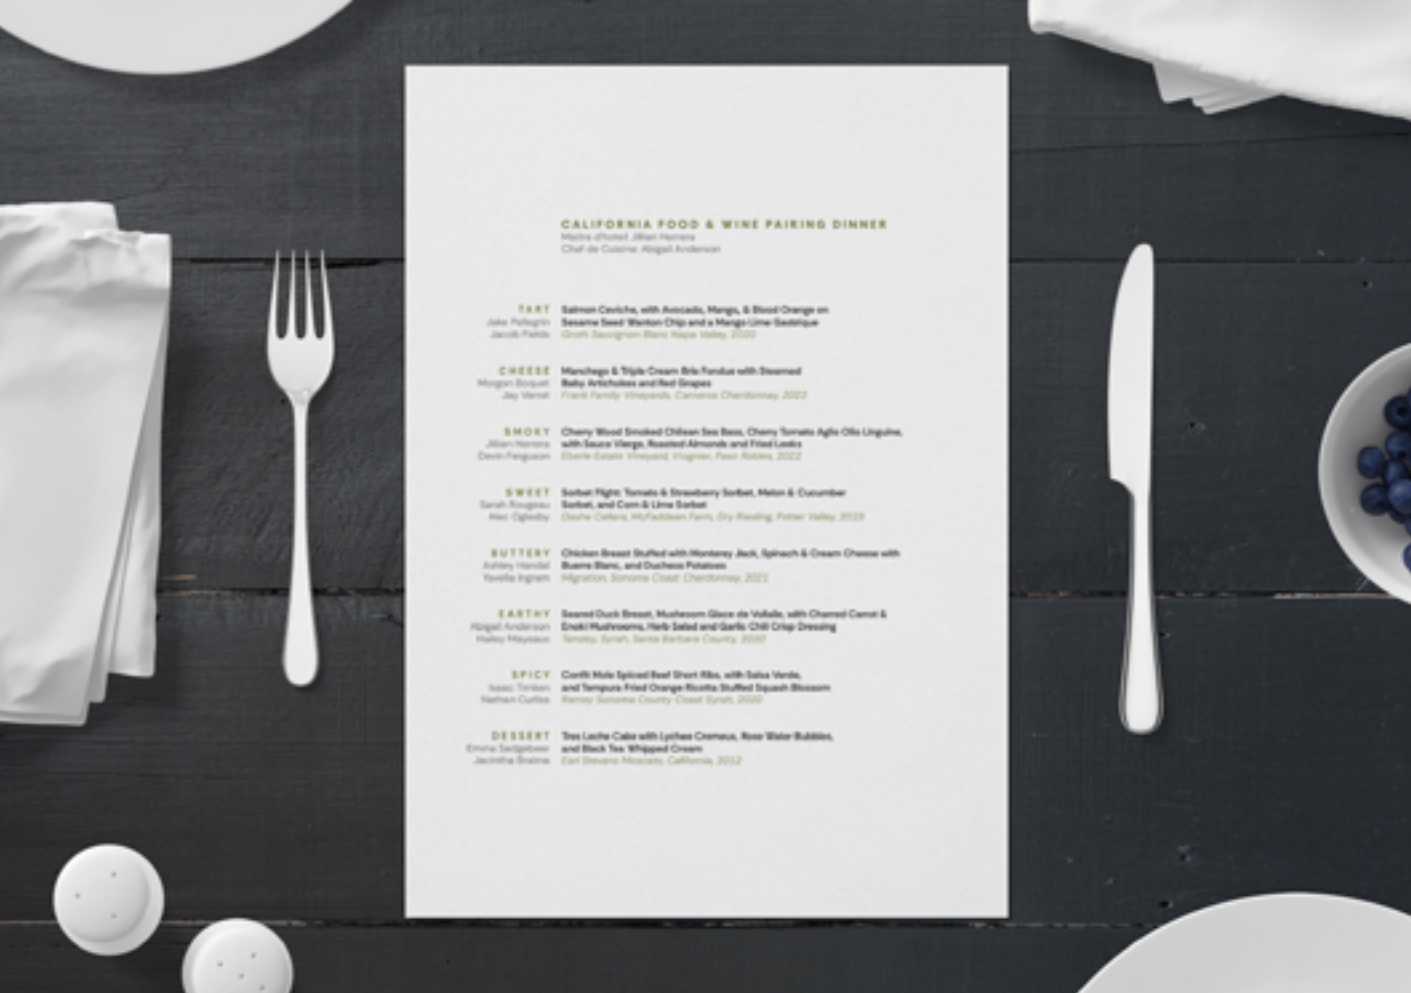 CALIFORNIA FOOD & WINE PAIRING DINNER
Maitre d'hotel: Jillian Herrera
Chef de Cuisine: Abigail Anderson
TART Salmon Ceviche, with Avocado, Mango, & Blood Orange on
Jake Pellegrin Sesame Seed Wonton Chip and a Mango Lime Gastrique
Jacob Fields Groth Sauvignon Blanc Napa Valley, 2020
CHEESE Manchego & Triple Cream Brie Fondue with Steamed
Morgan Boquet Baby Artichokes and Red Grapes
Jay Verret Frank Family Vineyards, Carneros Chardonnay, 2022
SMOKY Cherry Wood Smoked Chilean Sea Bass, Cherry Tomato Aglio Olio Linguine,
Jillian Herrera with Sauce Vierge, Roasted Almonds and Fried Leeks
Devin Ferguson Eberle Estate Vineyard, Viognier, Paso Robles, 2022
SWEET Sorbet Flight: Tomato & Strawberry Sorbet, Melon & Cucumber
Sarah Rougeau Sorbet, and Corn & Lime Sorbet
Alec Oglesby Dashe Cellars, McFadden Farm, Dry Riesling, Potter Valley, 2019
BUTTERY Chicken Breast Stuffed with Monterey Jack, Spinach & Cream Cheese with
Ashley Handal Buerre Blanc, and Duchess Potatoes
Ingram Migration, Sonoma Coast Chardonnay, 2021
EARTHY Seared Duck Breast, Mushroom Glace de Volaile, with Charred Carrot &
Abigail Anderson Enoki Mushrooms, Herb Salad and Garlic Chili Crisp Dressing
Hailey Mayeaux Tensley, Syrah, Santa Barbara County, 2020
SPICY Confit Mole Spiced Beef Short Ribs, with Salsa Verde,
Isaac Timken and Tempura Fried Orange Ricotta Stuffed Squash Blossom
Nathan Ramey Sonoma County Coast Syrah, 2020
DESSERT Tres Leche Cake with Lychee Cremeux, Rose Water Bubbles,
Emma Sedgebeer and Black Tea Whipped Cream
Jacintha Earl Stevens Moscato, California, 2012